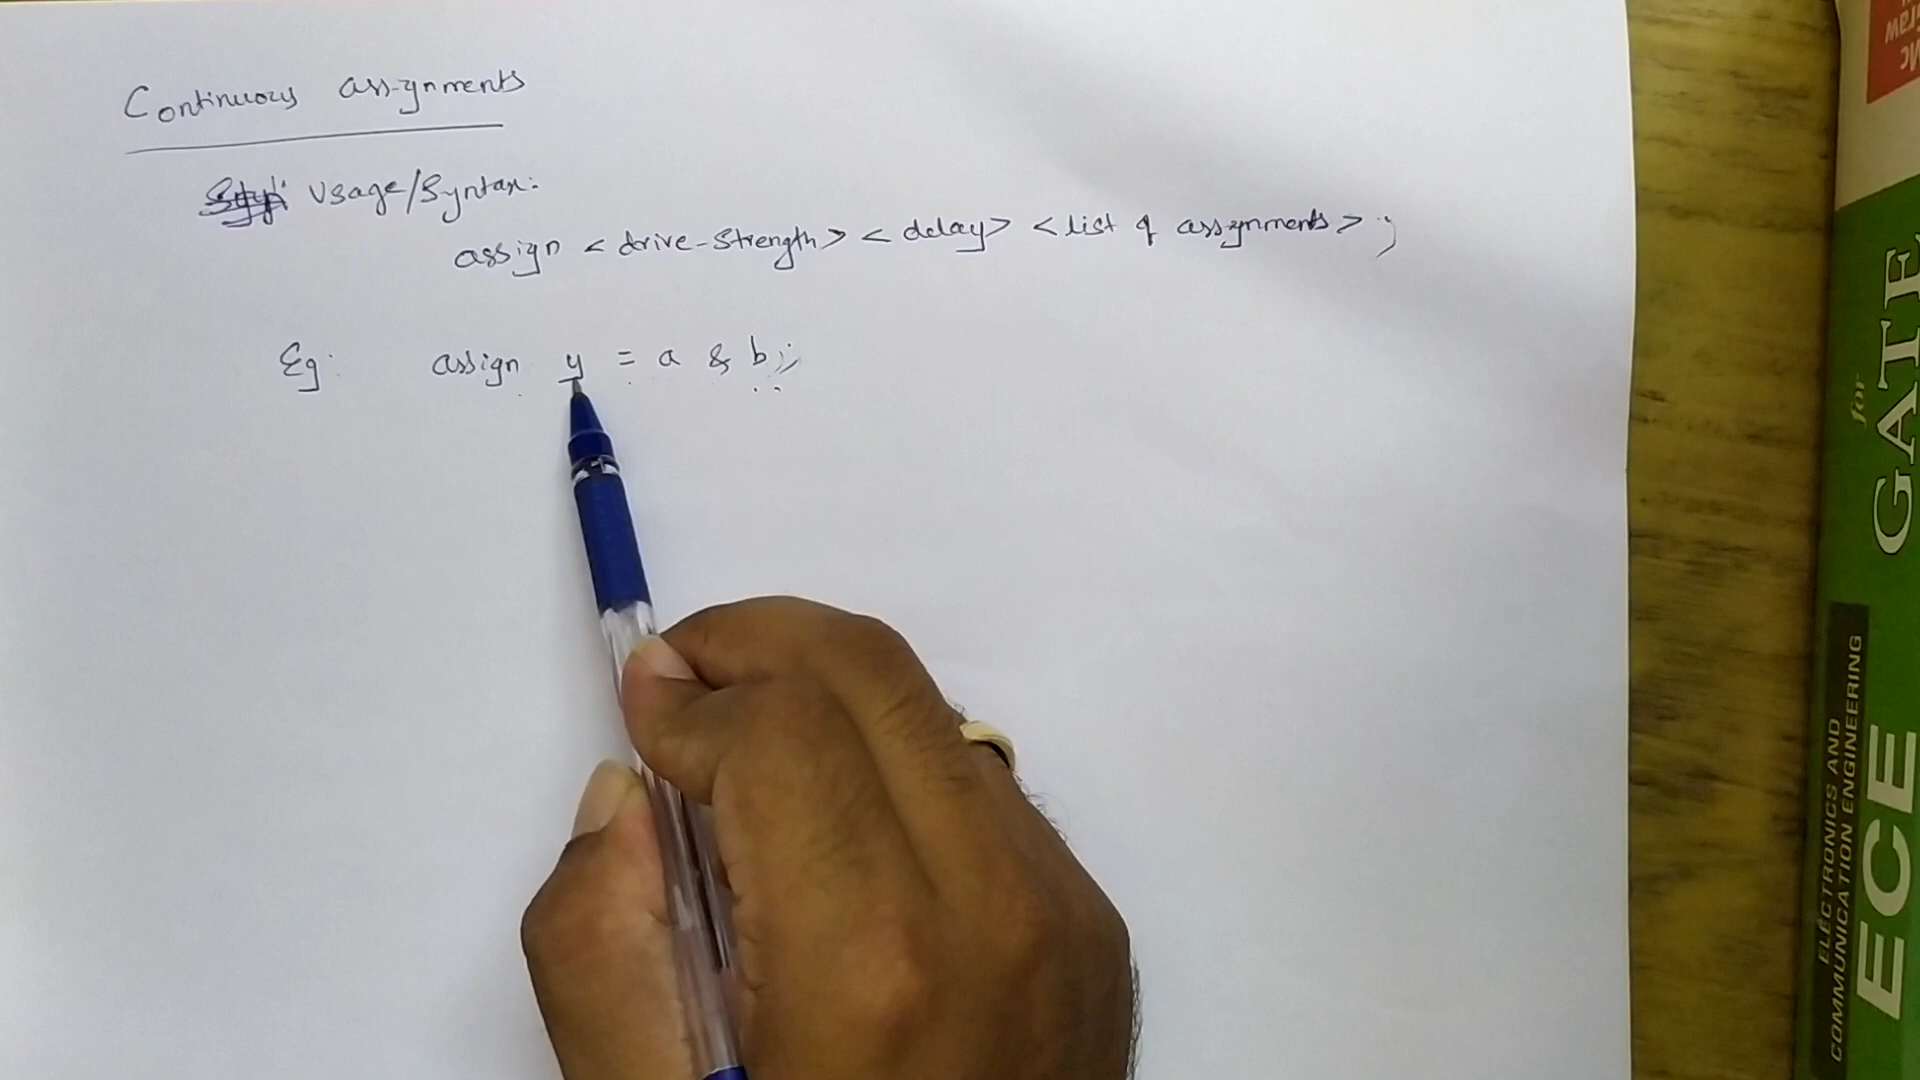 Continuous assignments
Usage/Syntax:
assign <drive-strength> <delay> <list of assignments> ;
Eg: assign y = a & b;
for
GATE
ELECTRONICS AND
COMMUNICATION ENGINEERING
ECE